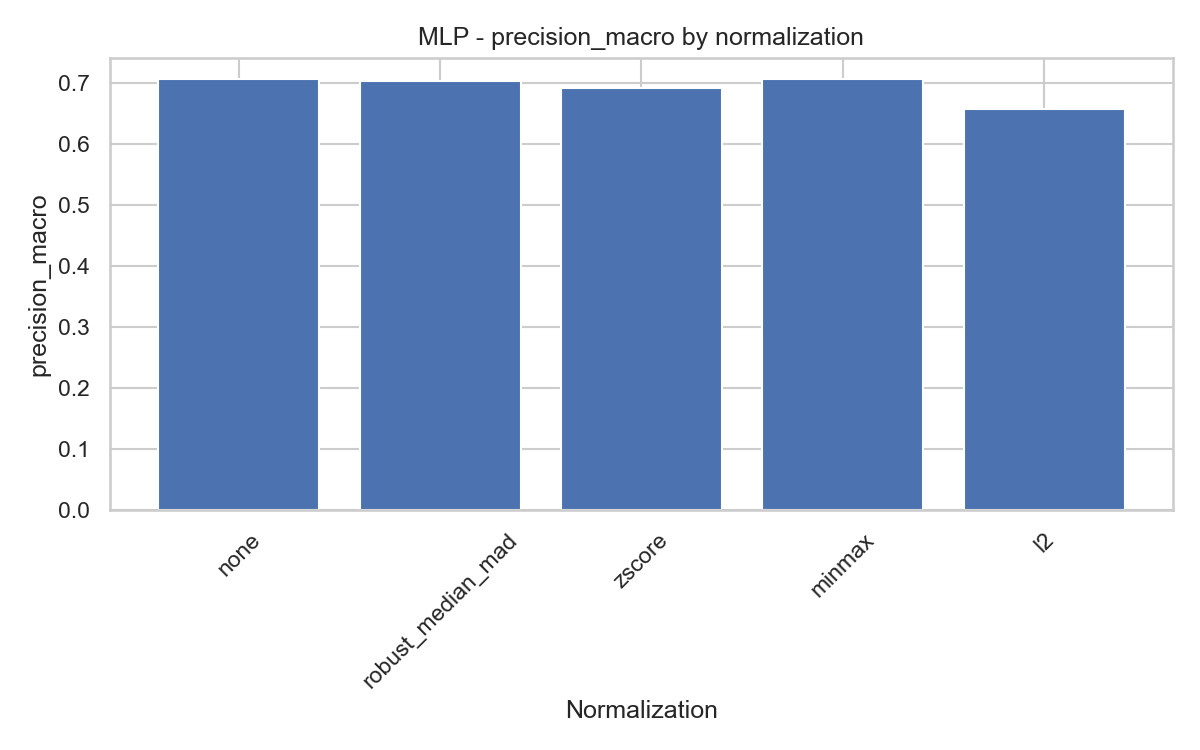 MLP - precision_macro by normalization
precision_macro
0.7
0.6
0.5
0.4
0.3
0.2
0.1
0.0
none
robust_median_mad
zscore
minmax
l2
Normalization